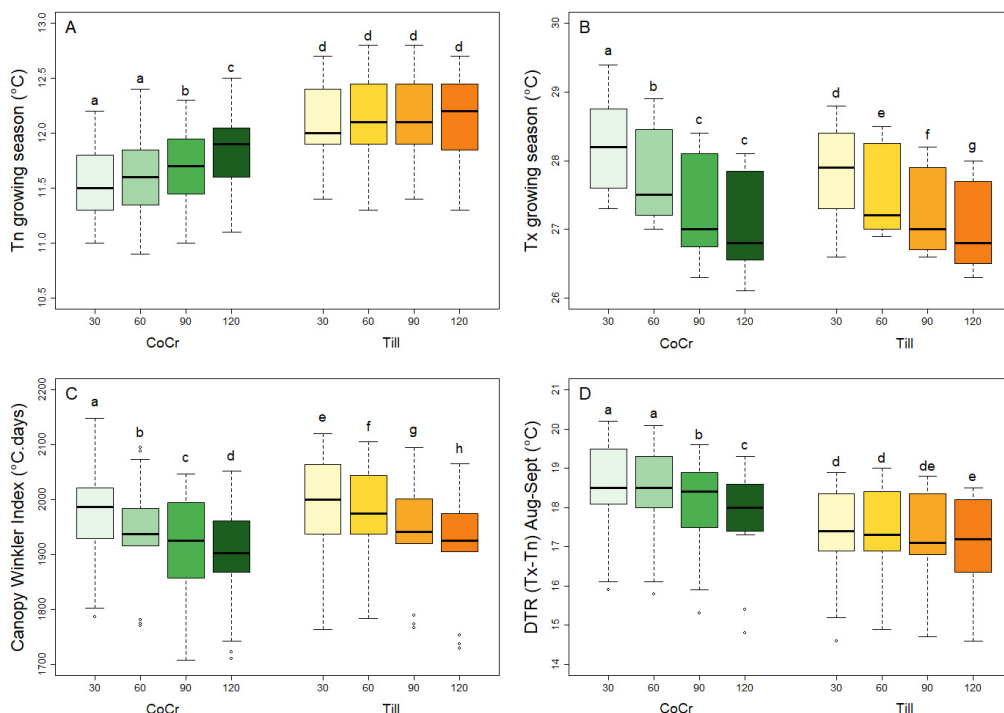 A
Tn growing season (°C)
10.5 11.0 11.5 12.0 12.5 13.0
a a b c d d d d
30 60 90 120 30 60 90 120
CoCr Till
B
Tx growing season (°C)
26 27 28 29 30
a b c c d e f g
30 60 90 120 30 60 90 120
CoCr Till
C
Canopy Winkler Index (°C.days)
1700 1800 1900 2000 2100 2200
a b c d e f g h
30 60 90 120 30 60 90 120
CoCr Till
D
DTR (Tx-Tn) Aug-Sept (°C)
14 15 16 17 18 19 20 21
a a b c d d de e
30 60 90 120 30 60 90 120
CoCr Till